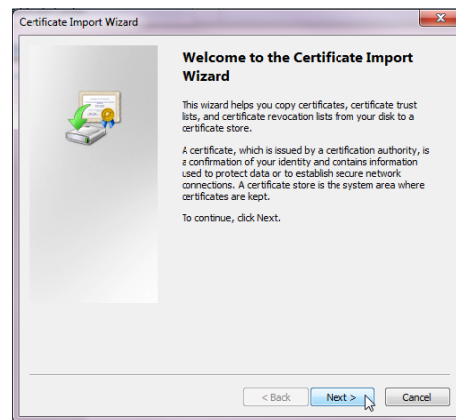 Certificate Import Wizard
Welcome to the Certificate Import
Wizard
This wizard helps you copy certificates, certificate trust
lists, and certificate revocation lists from your disk to a
certificate store.
A certificate, which is issued by a certification authority, is
a confirmation of your identity and contains information
used to protect data or to establish secure network
connections. A certificate store is the system area where
certificates are kept.
To continue, click Next.
< Back Next > Cancel